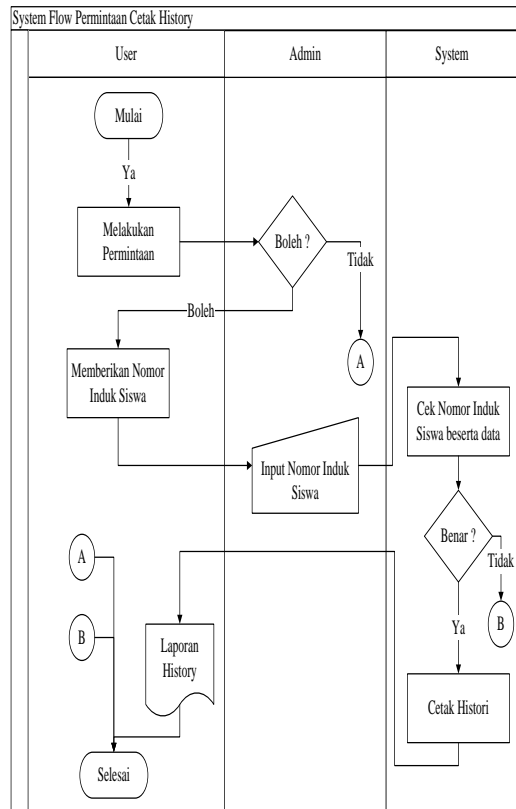 System Flow Permintaan Cetak History
User
Admin
System
Mulai
Ya
Melakukan
Permintaan
Boleh ?
Tidak
Boleh
A
Memberikan Nomor
Induk Siswa
Cek Nomor Induk
Siswa beserta data
Input Nomor Induk
Siswa
Benar ?
Tidak
A
B
Ya
B
Laporan
History
Cetak Histori
Selesai